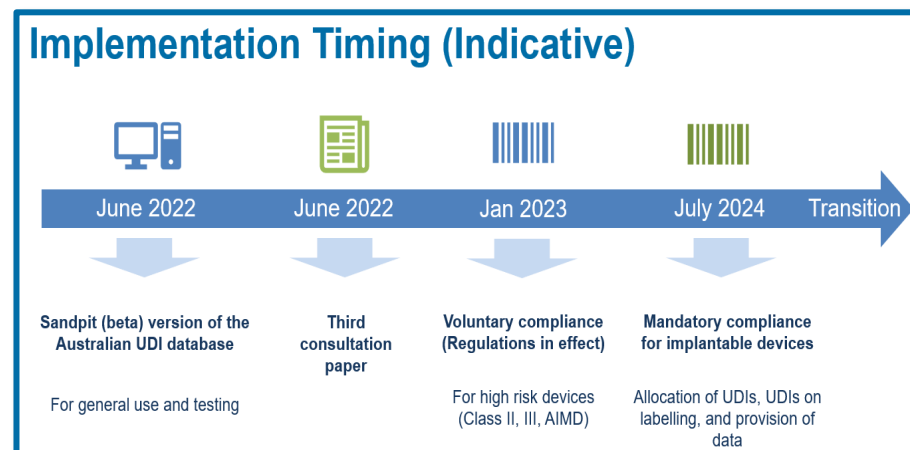 Implementation Timing (Indicative)
June 2022
June 2022
Jan 2023
July 2024
Transition
Sandpit (beta) version of the
Australian UDI database
For general use and testing
Third
consultation
paper
Voluntary compliance
(Regulations in effect)
For high risk devices
(Class II, III, AIMD)
Mandatory compliance
for implantable devices
Allocation of UDIs, UDIs on
labelling, and provision of
data